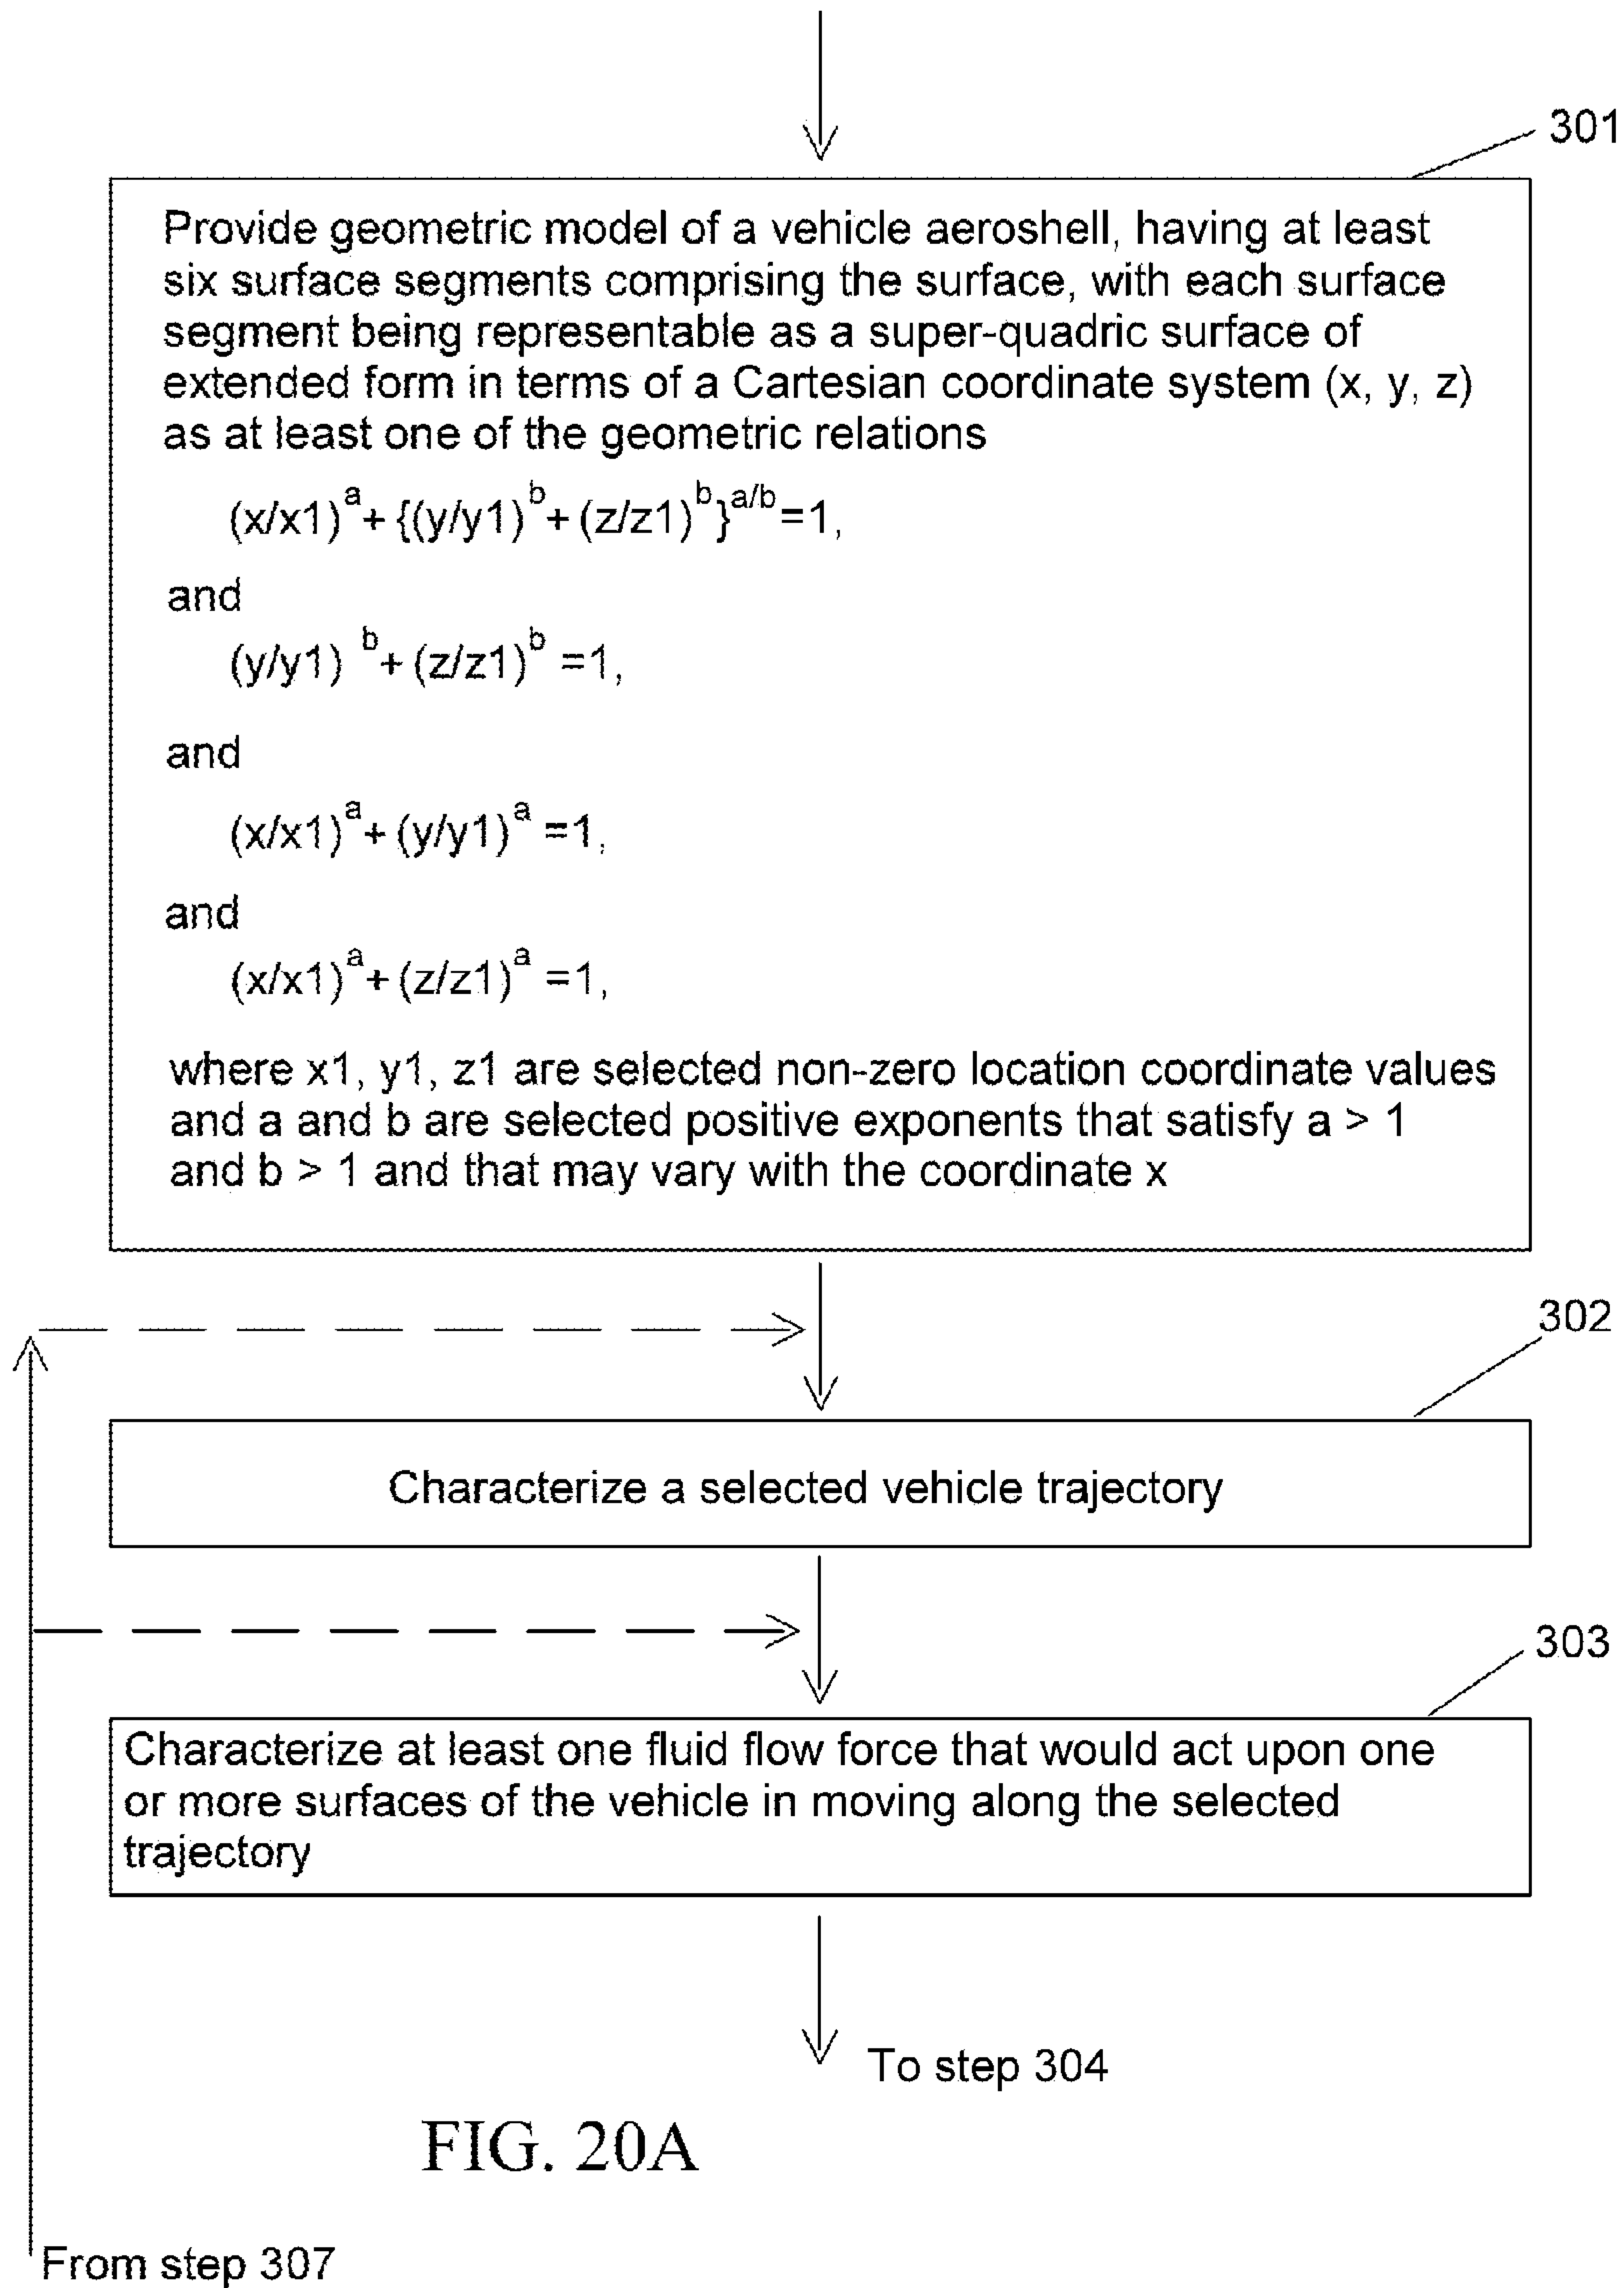 301
Provide geometric model of a vehicle aeroshell, having at least
six surface segments comprising the surface, with each surface
segment being representable as a super-quadric surface of
extended form in terms of a Cartesian coordinate system (x, y, z)
as at least one of the geometric relations
(x/x1)^a + {(y/y1)^b + (z/z1)^b}^a/b =1,
and
(y/y1)^b + (z/z1)^b =1,
and
(x/x1)^a + (y/y1)^a =1,
and
(x/x1)^a + (z/z1)^a =1,
where x1, y1, z1 are selected non-zero location coordinate values
and a and b are selected positive exponents that satisfy a > 1
and b > 1 and that may vary with the coordinate x
302
Characterize a selected vehicle trajectory
303
Characterize at least one fluid flow force that would act upon one
or more surfaces of the vehicle in moving along the selected
trajectory
To step 304
FIG. 20A
From step 307